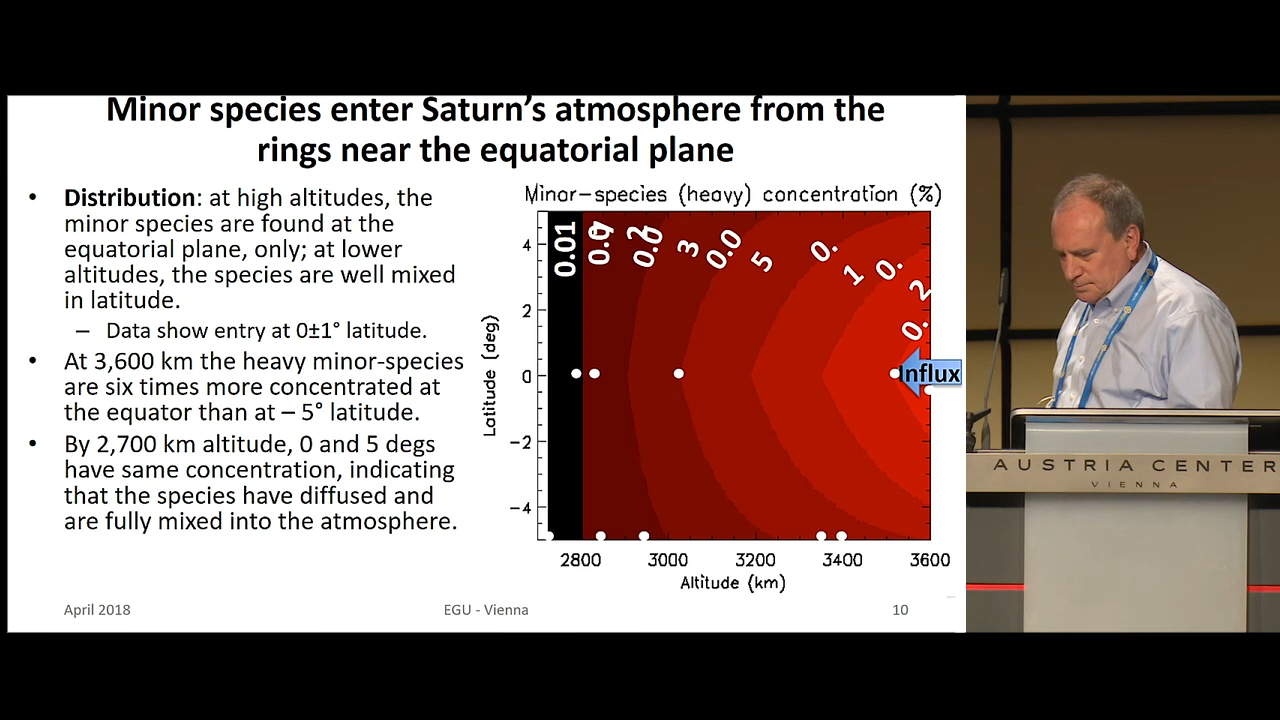 Minor species enter Saturn's atmosphere from the
rings near the equatorial plane
• Distribution: at high altitudes, the
minor species are found at the
equatorial plane, only; at lower
altitudes, the species are well mixed
in latitude.
– Data show entry at 0±1° latitude.
• At 3,600 km the heavy minor-species
are six times more concentrated at
the equator than at – 5° latitude.
• By 2,700 km altitude, 0 and 5 degs
have same concentration, indicating
that the species have diffused and
are fully mixed into the atmosphere.
Minor-species (heavy) concentration (%)
0.01
0.0
2
0.0
3
0.0
5
0.
1
0.
2
0.
Influx
Latitude (deg)
4
2
0
−2
−4
2800 3000 3200 3400 3600
Altitude (km)
April 2018 EGU - Vienna 10
AUSTRIA CENTER
VIENNA